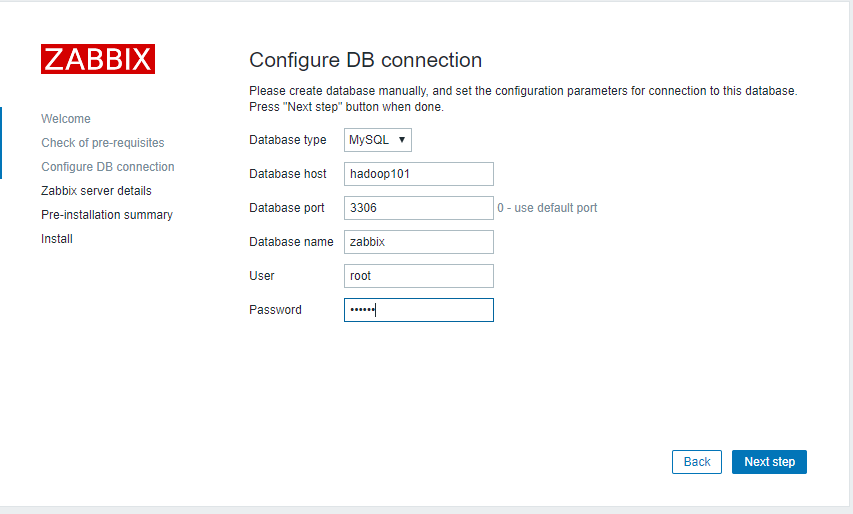 ZABBIX
Welcome
Check of pre-requisites
Configure DB connection
Zabbix server details
Pre-installation summary
Install
Configure DB connection
Please create database manually, and set the configuration parameters for connection to this database.
Press "Next step" button when done.
Database type MySQL ▼
Database host hadoop101
Database port 3306 0 - use default port
Database name zabbix
User root
Password ••••••
Back Next step